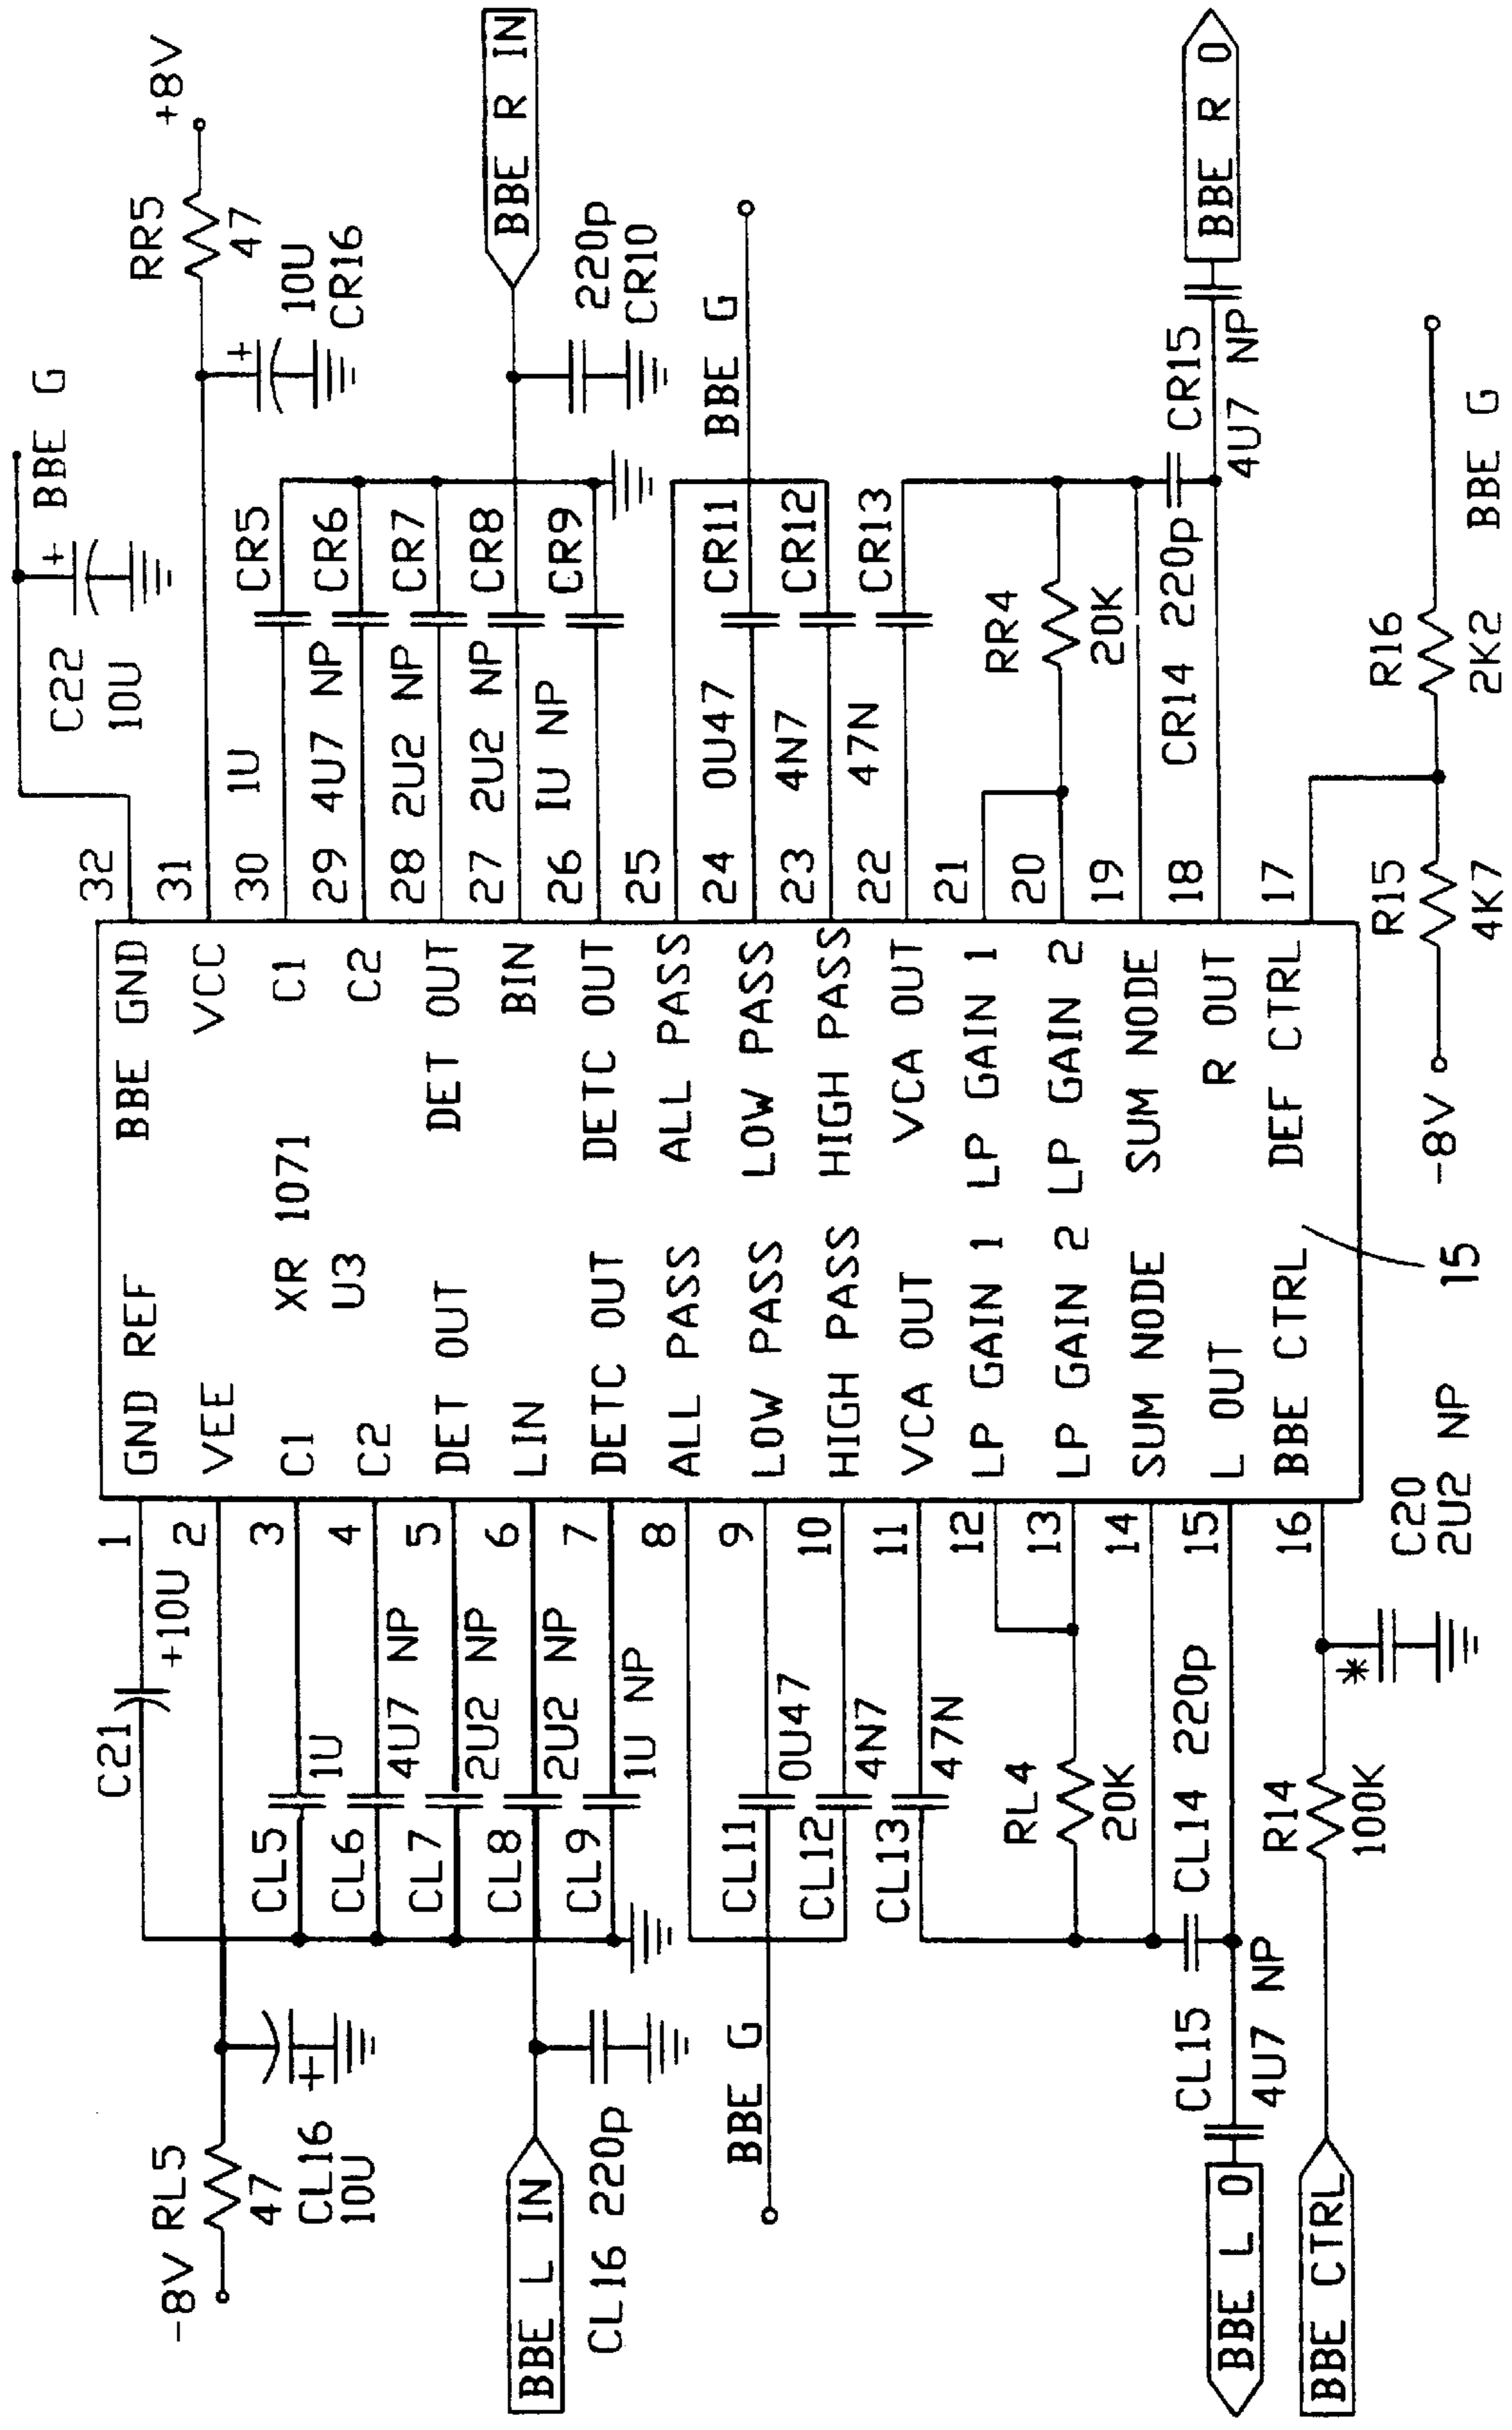 C22
10U
BBE G
RR5
47
+8V
10U
CR16
BBE R IN
220p
CR10
1U
CR5
4U7 NP
CR6
2U2 NP
CR7
2U2 NP
CR8
1U NP
CR9
BBE G
0U47
CR11
4N7
CR12
47N
CR13
RR4
20K
CR14 220p
CR15
4U7 NP
BBE R O
R16
2K2
BBE G
R15
4K7
-8V
32
31
30
29
28
27
26
25
24
23
22
21
20
19
18
17
GND REF
BBE GND
VEE
VCC
C1
XR 1071
C1
C2
U3
C2
DET OUT
DET OUT
LIN
BIN
DETC OUT
DETC OUT
ALL PASS
ALL PASS
LOW PASS
LOW PASS
HIGH PASS
HIGH PASS
VCA OUT
VCA OUT
LP GAIN 1
LP GAIN 1
LP GAIN 2
LP GAIN 2
SUM NODE
SUM NODE
L OUT
R OUT
BBE CTRL
DEF CTRL
15
1
2
3
4
5
6
7
8
9
10
11
12
13
14
15
16
C21
+10U
CL5
1U
CL6
4U7 NP
CL7
2U2 NP
CL8
2U2 NP
CL9
1U NP
-8V RL5
47
CL16
10U
BBE L IN
CL16 220p
BBE G
CL11
0U47
CL12
4N7
CL13
47N
RL4
20K
CL14 220p
CL15
4U7 NP
BBE L O
R14
100K
BBE CTRL
*
C20
2U2 NP